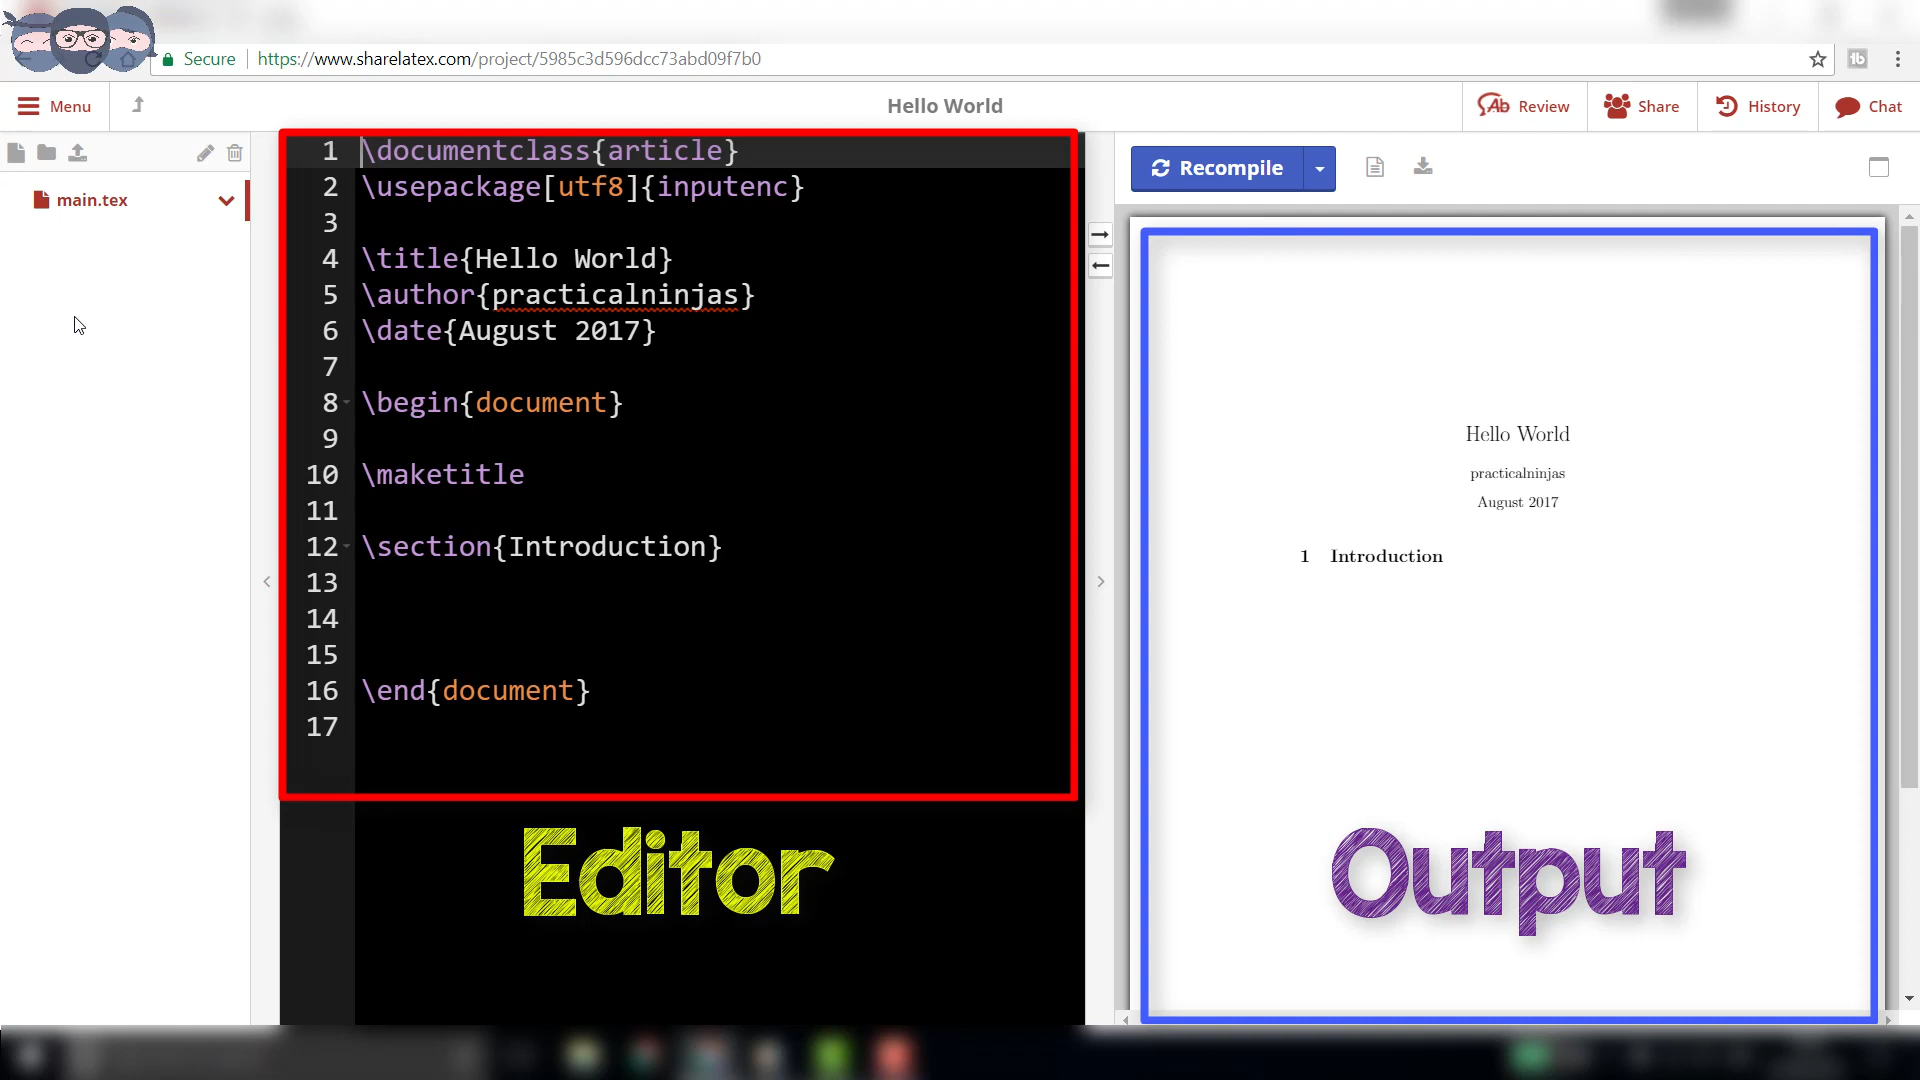 Secure https://www.sharelatex.com/project/5985c3d596dcc73abd09f7b0
Menu Hello World Review Share History Chat
main.tex
1 \documentclass{article}
2 \usepackage[utf8]{inputenc}
3
4 \title{Hello World}
5 \author{practicalninjas}
6 \date{August 2017}
7
8 \begin{document}
9
10 \maketitle
11
12 \section{Introduction}
13
14
15
16 \end{document}
17
Editor
Recompile
Hello World
practicalninjas
August 2017
1 Introduction
Output